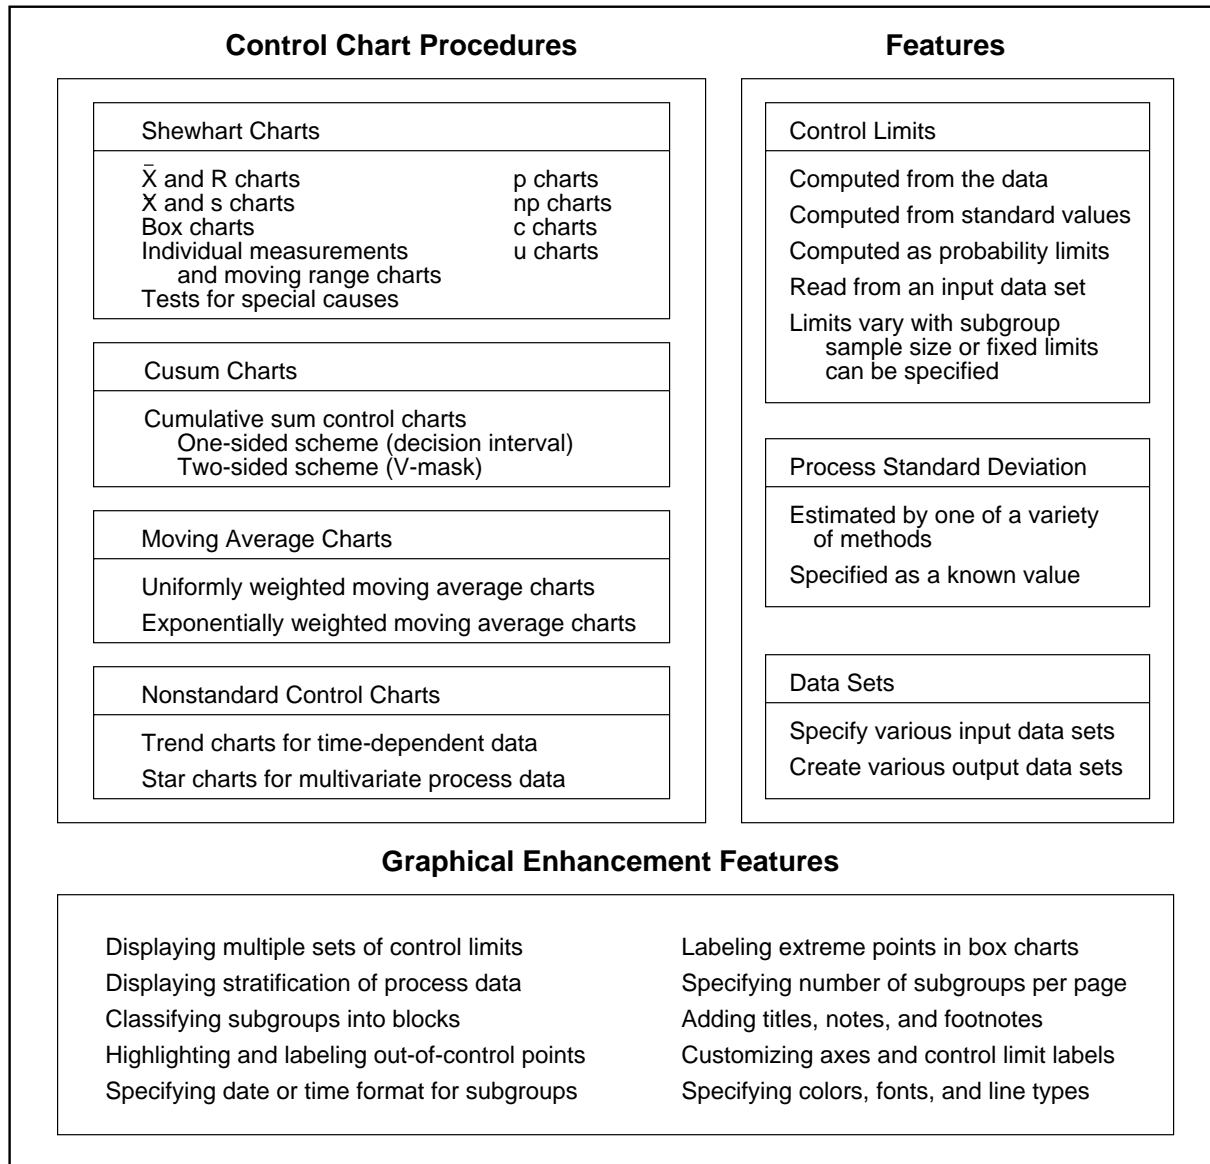 Control Chart Procedures
Shewhart Charts
X̄ and R charts
X̄ and s charts
Box charts
Individual measurements
and moving range charts
Tests for special causes
p charts
np charts
c charts
u charts
Cusum Charts
Cumulative sum control charts
One-sided scheme (decision interval)
Two-sided scheme (V-mask)
Moving Average Charts
Uniformly weighted moving average charts
Exponentially weighted moving average charts
Nonstandard Control Charts
Trend charts for time-dependent data
Star charts for multivariate process data
Features
Control Limits
Computed from the data
Computed from standard values
Computed as probability limits
Read from an input data set
Limits vary with subgroup
sample size or fixed limits
can be specified
Process Standard Deviation
Estimated by one of a variety
of methods
Specified as a known value
Data Sets
Specify various input data sets
Create various output data sets
Graphical Enhancement Features
Displaying multiple sets of control limits
Displaying stratification of process data
Classifying subgroups into blocks
Highlighting and labeling out-of-control points
Specifying date or time format for subgroups
Labeling extreme points in box charts
Specifying number of subgroups per page
Adding titles, notes, and footnotes
Customizing axes and control limit labels
Specifying colors, fonts, and line types